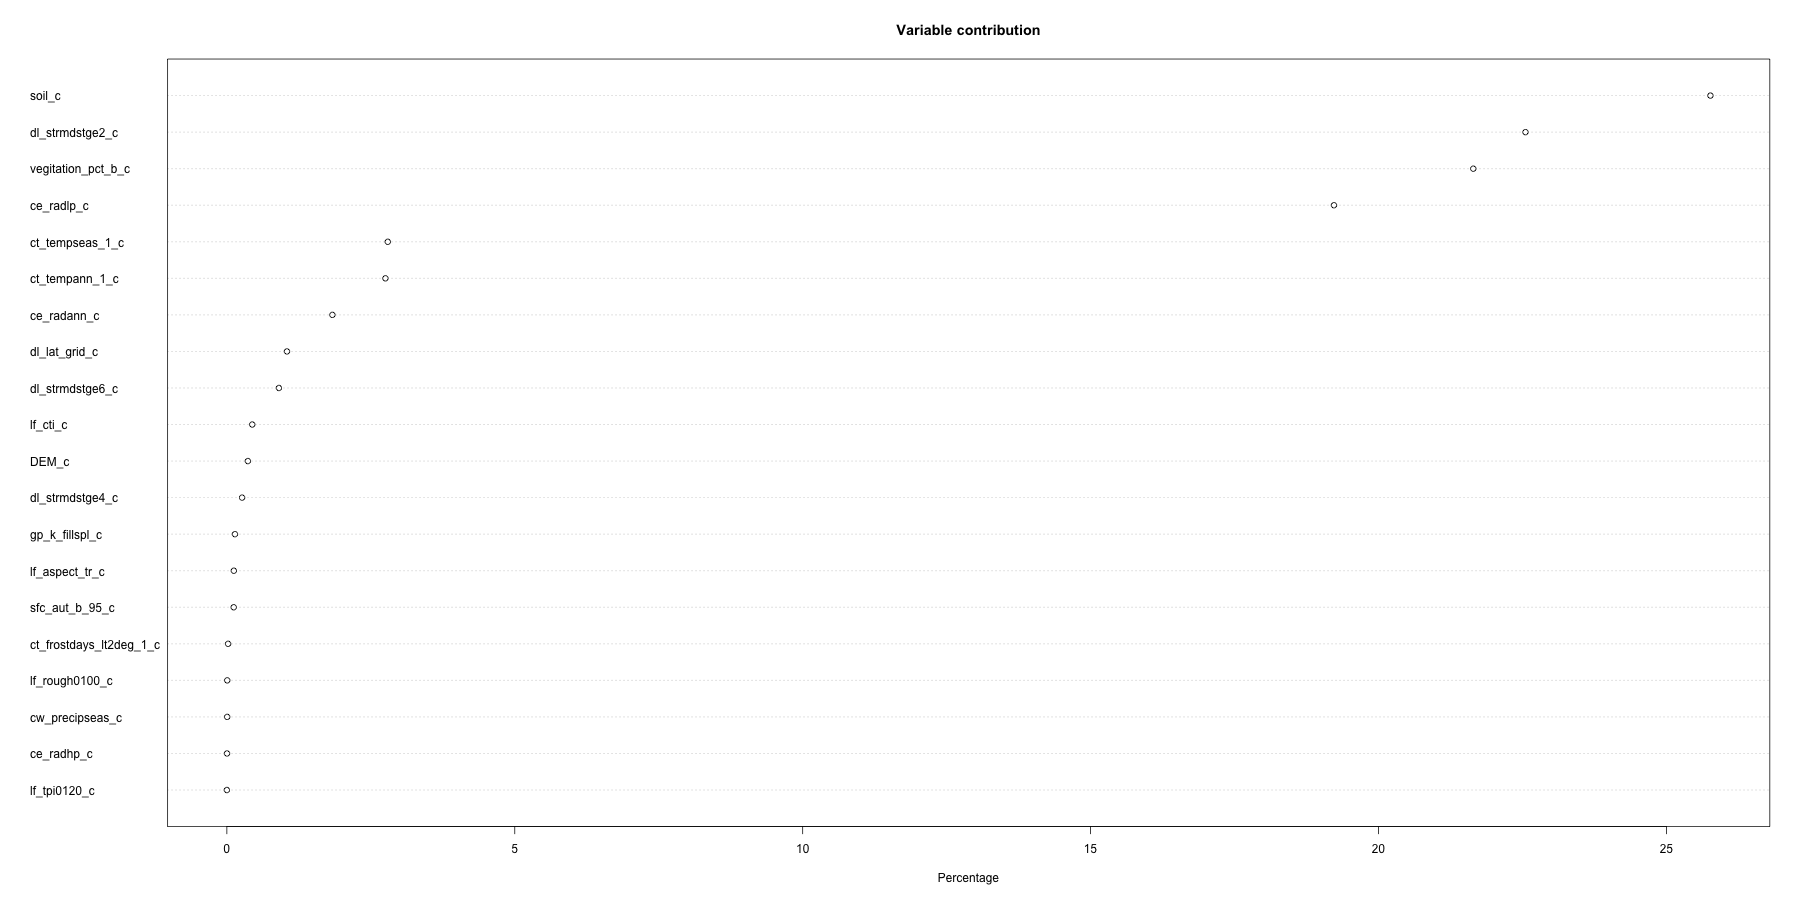 Variable contribution
soil_c
dl_strmdstge2_c
vegitation_pct_b_c
ce_radlp_c
ct_tempseas_1_c
ct_tempann_1_c
ce_radann_c
dl_lat_grid_c
dl_strmdstge6_c
lf_cti_c
DEM_c
dl_strmdstge4_c
gp_k_fillspl_c
lf_aspect_tr_c
sfc_aut_b_95_c
ct_frostdays_lt2deg_1_c
lf_rough0100_c
cw_precipseas_c
ce_radhp_c
lf_tpi0120_c
0 5 10 15 20 25
Percentage